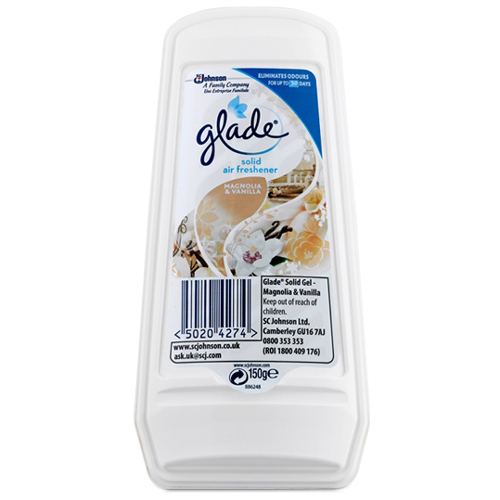 Johnson
A Family Company
Une Entreprise Familiale
ELIMINATES ODOURS
FOR UP TO 30 DAYS
glade
solid
air freshener
MAGNOLIA
& VANILLA
Glade® Solid Gel -
Magnolia & Vanilla
Keep out of reach of
children.
SC Johnson Ltd.
Camberley GU16 7AJ
0800 353 353
(ROI 1800 409 176)
5020 4274
www.scjohnson.co.uk
ask.uk@scj.com
150g e
886248